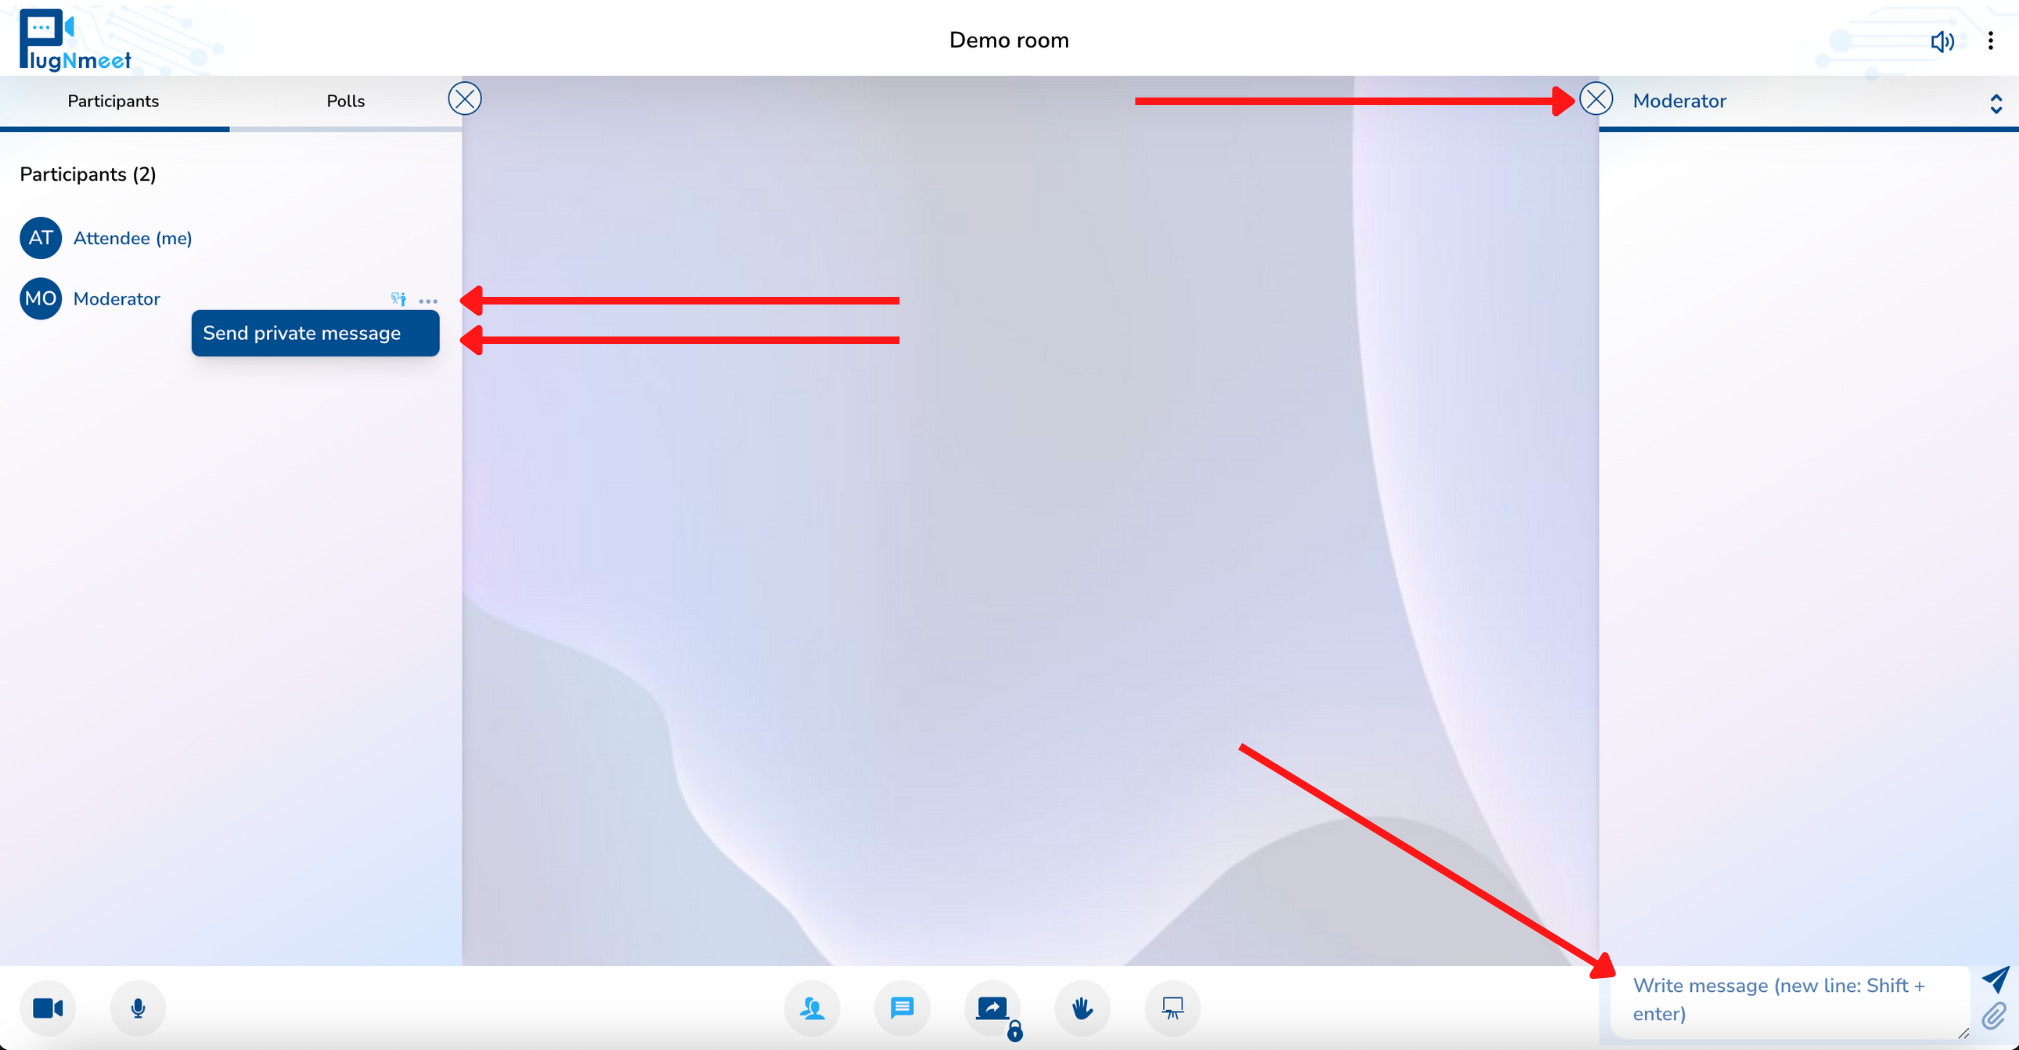 PlugNmeet
Demo room
Participants
Polls
Moderator
Participants (2)
AT
Attendee (me)
MO
Moderator
Send private message
Write message (new line: Shift +
enter)